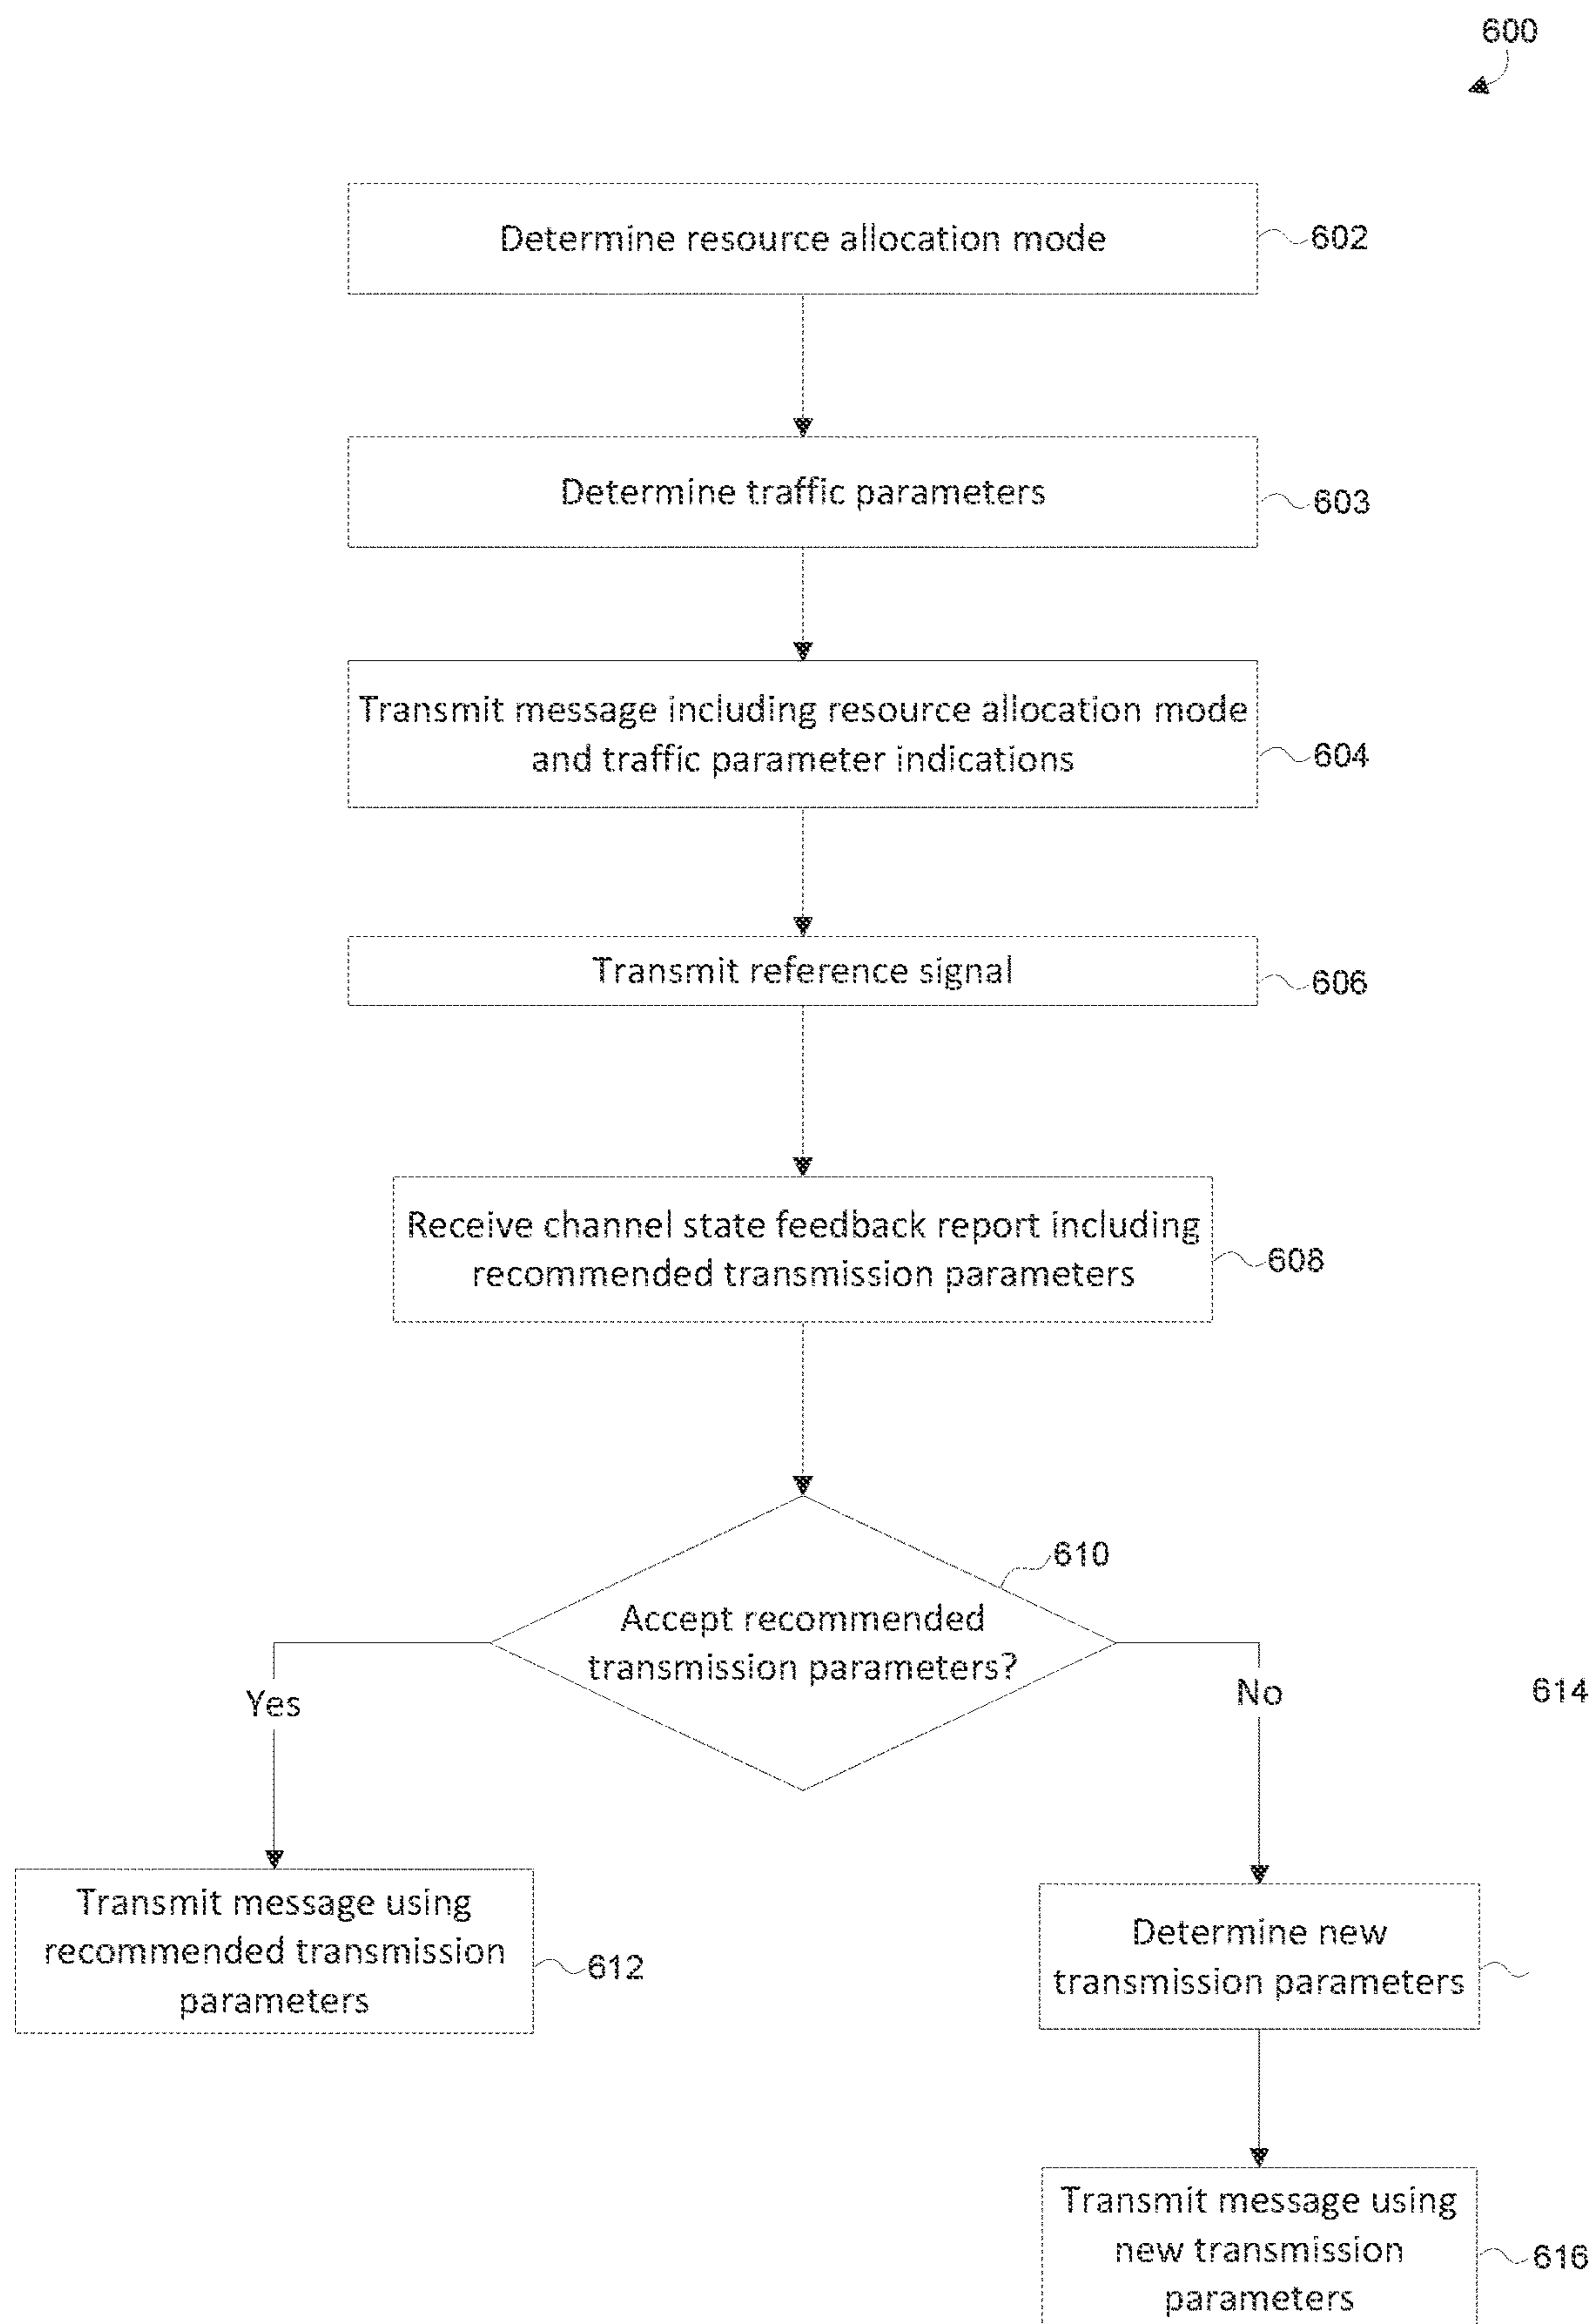 600
Determine resource allocation mode
602
Determine traffic parameters
603
Transmit message including resource allocation mode
and traffic parameter indications
604
Transmit reference signal
606
Receive channel state feedback report including
recommended transmission parameters
608
610
Accept recommended
transmission parameters?
Yes
No
614
Transmit message using
recommended transmission
parameters
612
Determine new
transmission parameters
Transmit message using
new transmission
parameters
616